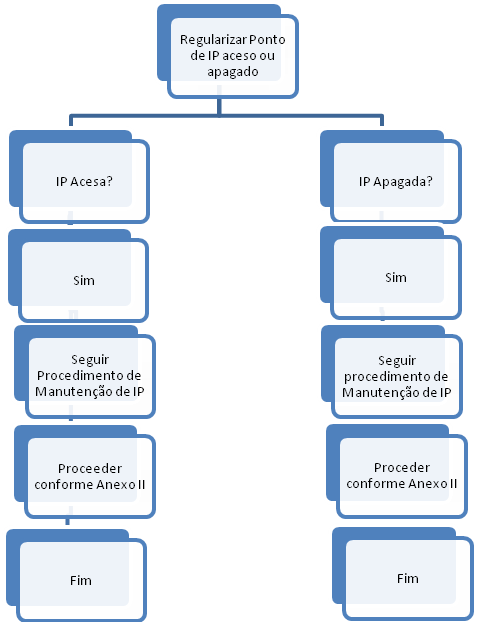 Regularizar Ponto
de IP aceso ou
apagado
IP Acesa?
Sim
Seguir
Procedimento de
Manutenção de IP
Proceeder
conforme Anexo II
Fim
IP Apagada?
Sim
Seguir
procedimento de
Manutenção de IP
Proceder
conforme Anexo II
Fim